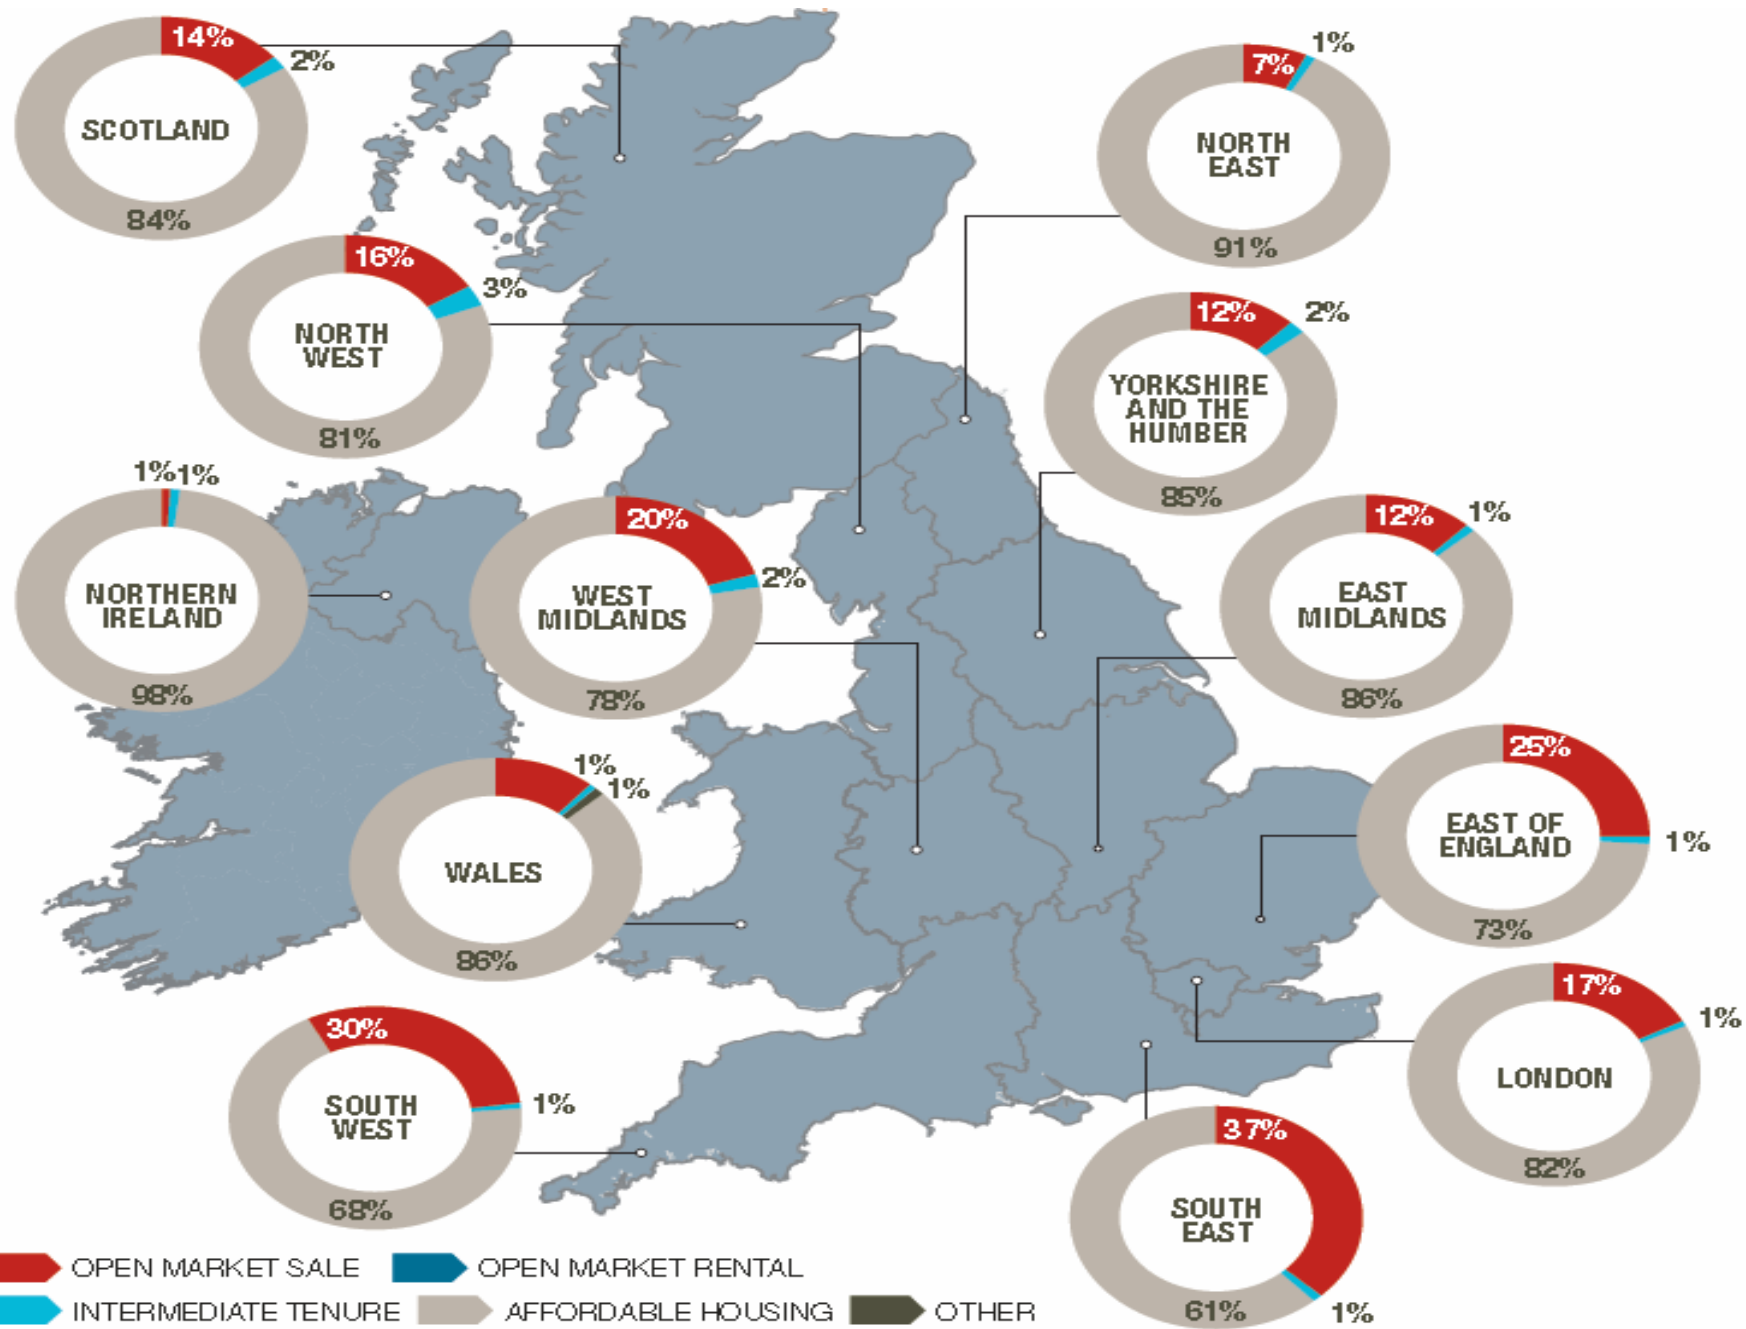 14%
2%
SCOTLAND
84%
1%
7%
NORTH
EAST
91%
16%
3%
NORTH
WEST
81%
12%
2%
YORKSHIRE
AND THE
HUMBER
85%
1%
1%
NORTHERN
IRELAND
98%
20%
2%
WEST
MIDLANDS
78%
12%
1%
EAST
MIDLANDS
86%
1%
1%
WALES
86%
25%
1%
EAST OF
ENGLAND
73%
17%
1%
LONDON
82%
30%
1%
SOUTH
WEST
68%
37%
SOUTH
EAST
61%
1%
OPEN MARKET SALE
OPEN MARKET RENTAL
INTERMEDIATE TENURE
AFFORDABLE HOUSING
OTHER